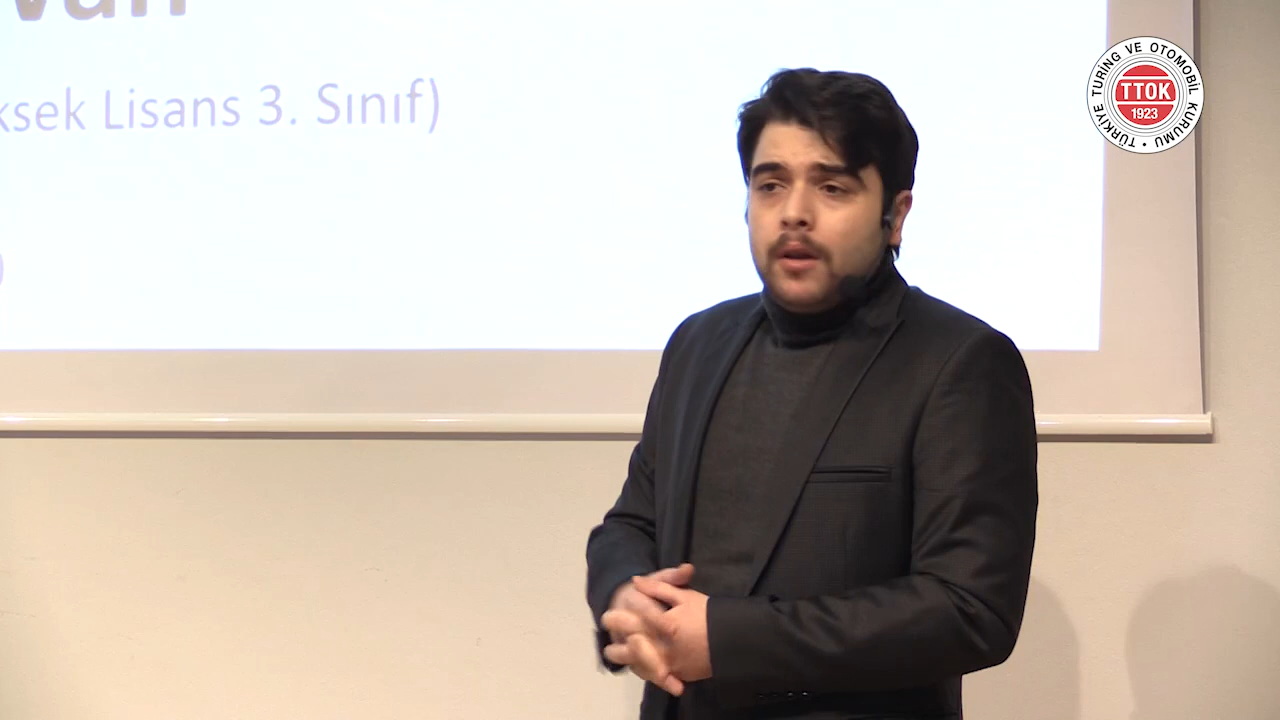 ksek Lisans 3. Sınıf)
TÜRKİYE TURİNG VE OTOMOBİL KURUMU
TTOK
1923